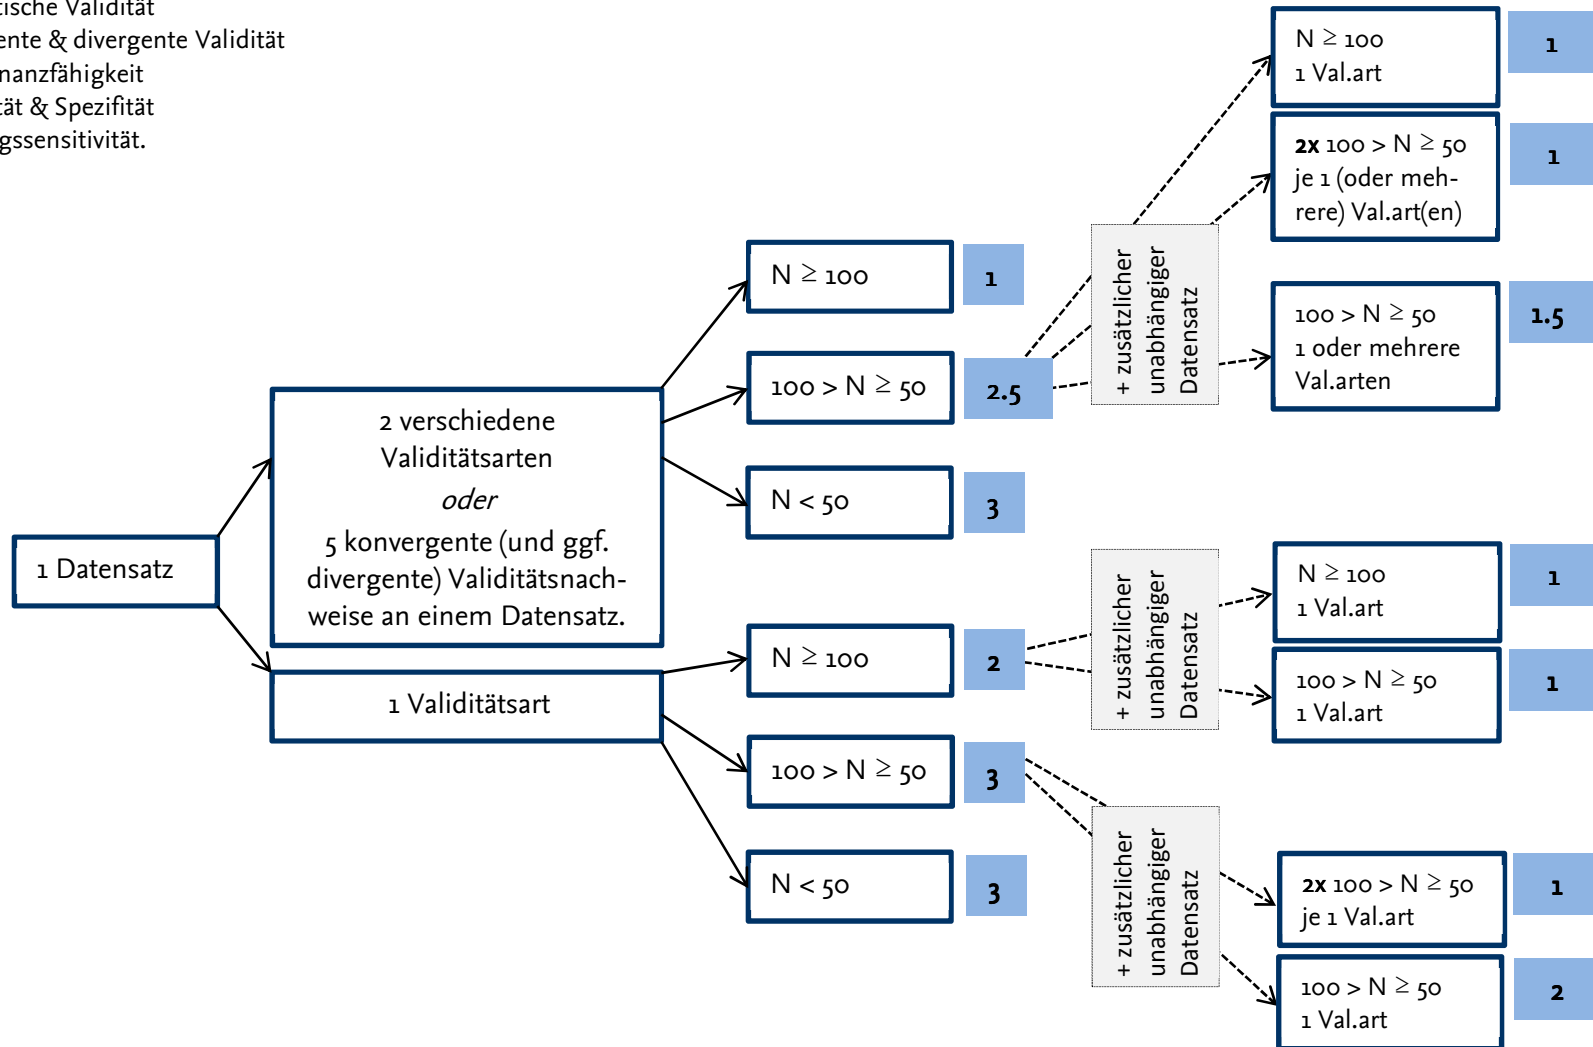 tische Validität
ente & divergente Validität
nanzfähigkeit
tät & Spezifität
gssensitivität.
1 Datensatz
2 verschiedene
Validitätsarten
oder
5 konvergente (und ggf.
divergente) Validitätsnach-
weise an einem Datensatz.
1 Validitätsart
N ≥ 100
1
100 > N ≥ 50
2.5
N < 50
3
N ≥ 100
2
100 > N ≥ 50
3
N < 50
3
+ zusätzlicher
unabhängiger
Datensatz
N ≥ 100
1 Val.art
1
2x 100 > N ≥ 50
je 1 (oder meh-
rere) Val.art(en)
1
100 > N ≥ 50
1 oder mehrere
Val.arten
1.5
+ zusätzlicher
unabhängiger
Datensatz
N ≥ 100
1 Val.art
1
100 > N ≥ 50
1 Val.art
1
+ zusätzlicher
unabhängiger
Datensatz
2x 100 > N ≥ 50
je 1 Val.art
1
100 > N ≥ 50
1 Val.art
2